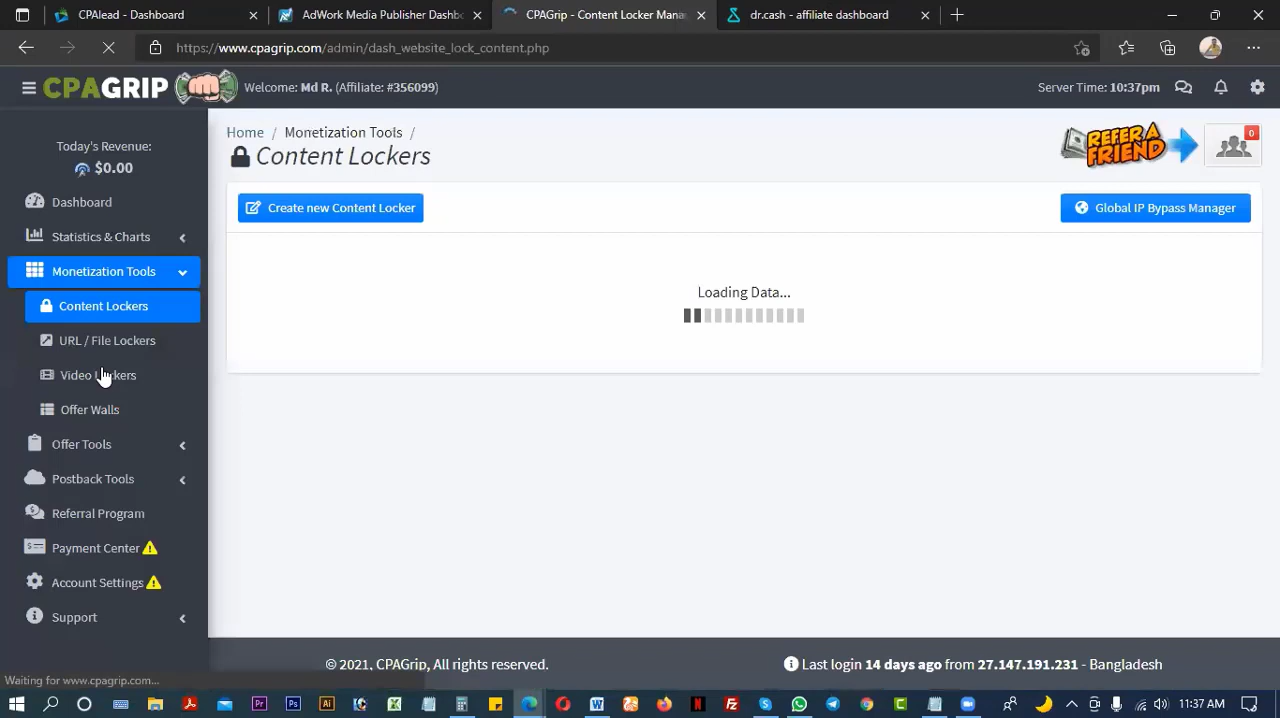 CPAlead - Dashboard
AdWork Media Publisher Dashbo
CPAGrip - Content Locker Mana
dr.cash - affiliate dashboard
https://www.cpagrip.com/admin/dash_website_lock_content.php
CPAGRIP
Welcome: Md R. (Affiliate: #356099)
Server Time: 10:37pm
Today's Revenue:
$0.00
Dashboard
Statistics & Charts
Monetization Tools
Content Lockers
URL / File Lockers
Video Lockers
Offer Walls
Offer Tools
Postback Tools
Referral Program
Payment Center
Account Settings
Support
Home / Monetization Tools /
Content Lockers
REFER A
FRIEND
0
Create new Content Locker
Global IP Bypass Manager
Loading Data...
© 2021, CPAGrip, All rights reserved.
Last login 14 days ago from 27.147.191.231 - Bangladesh
Waiting for www.cpagrip.com...
11:37 AM